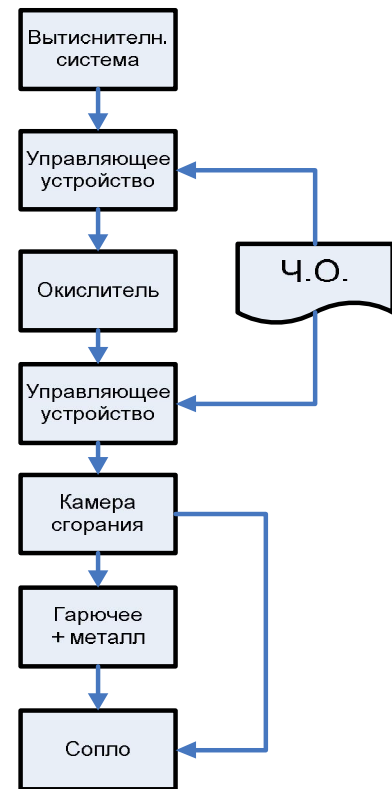 Вытиснителн.
система
Управляющее
устройство
Ч.О.
Окислитель
Управляющее
устройство
Камера
сгорания
Гарючее
+ металл
Сопло